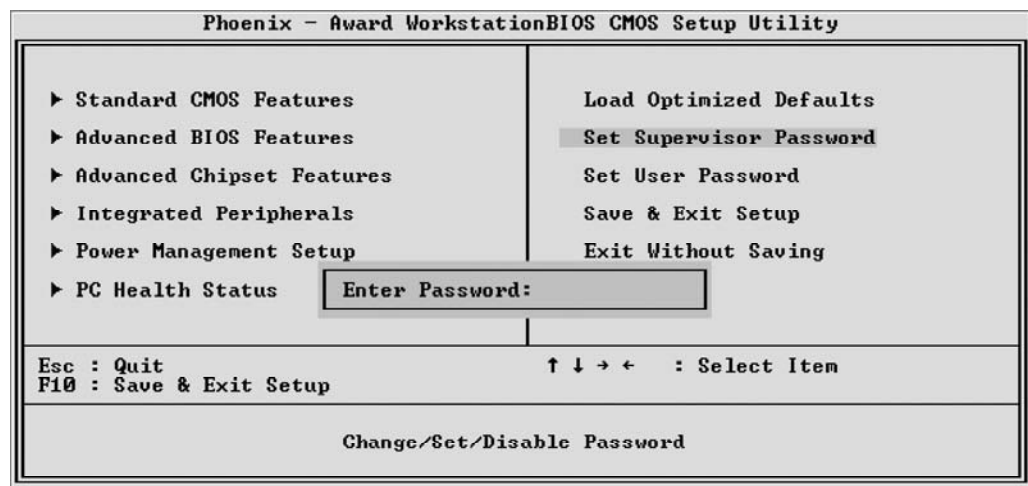 Phoenix - Award WorkstationBIOS CMOS Setup Utility
▶ Standard CMOS Features
▶ Advanced BIOS Features
▶ Advanced Chipset Features
▶ Integrated Peripherals
▶ Power Management Setup
▶ PC Health Status
Load Optimized Defaults
Set Supervisor Password
Set User Password
Save & Exit Setup
Exit Without Saving
Enter Password:
Esc : Quit
F10 : Save & Exit Setup
↑ ↓ → ← : Select Item
Change/Set/Disable Password